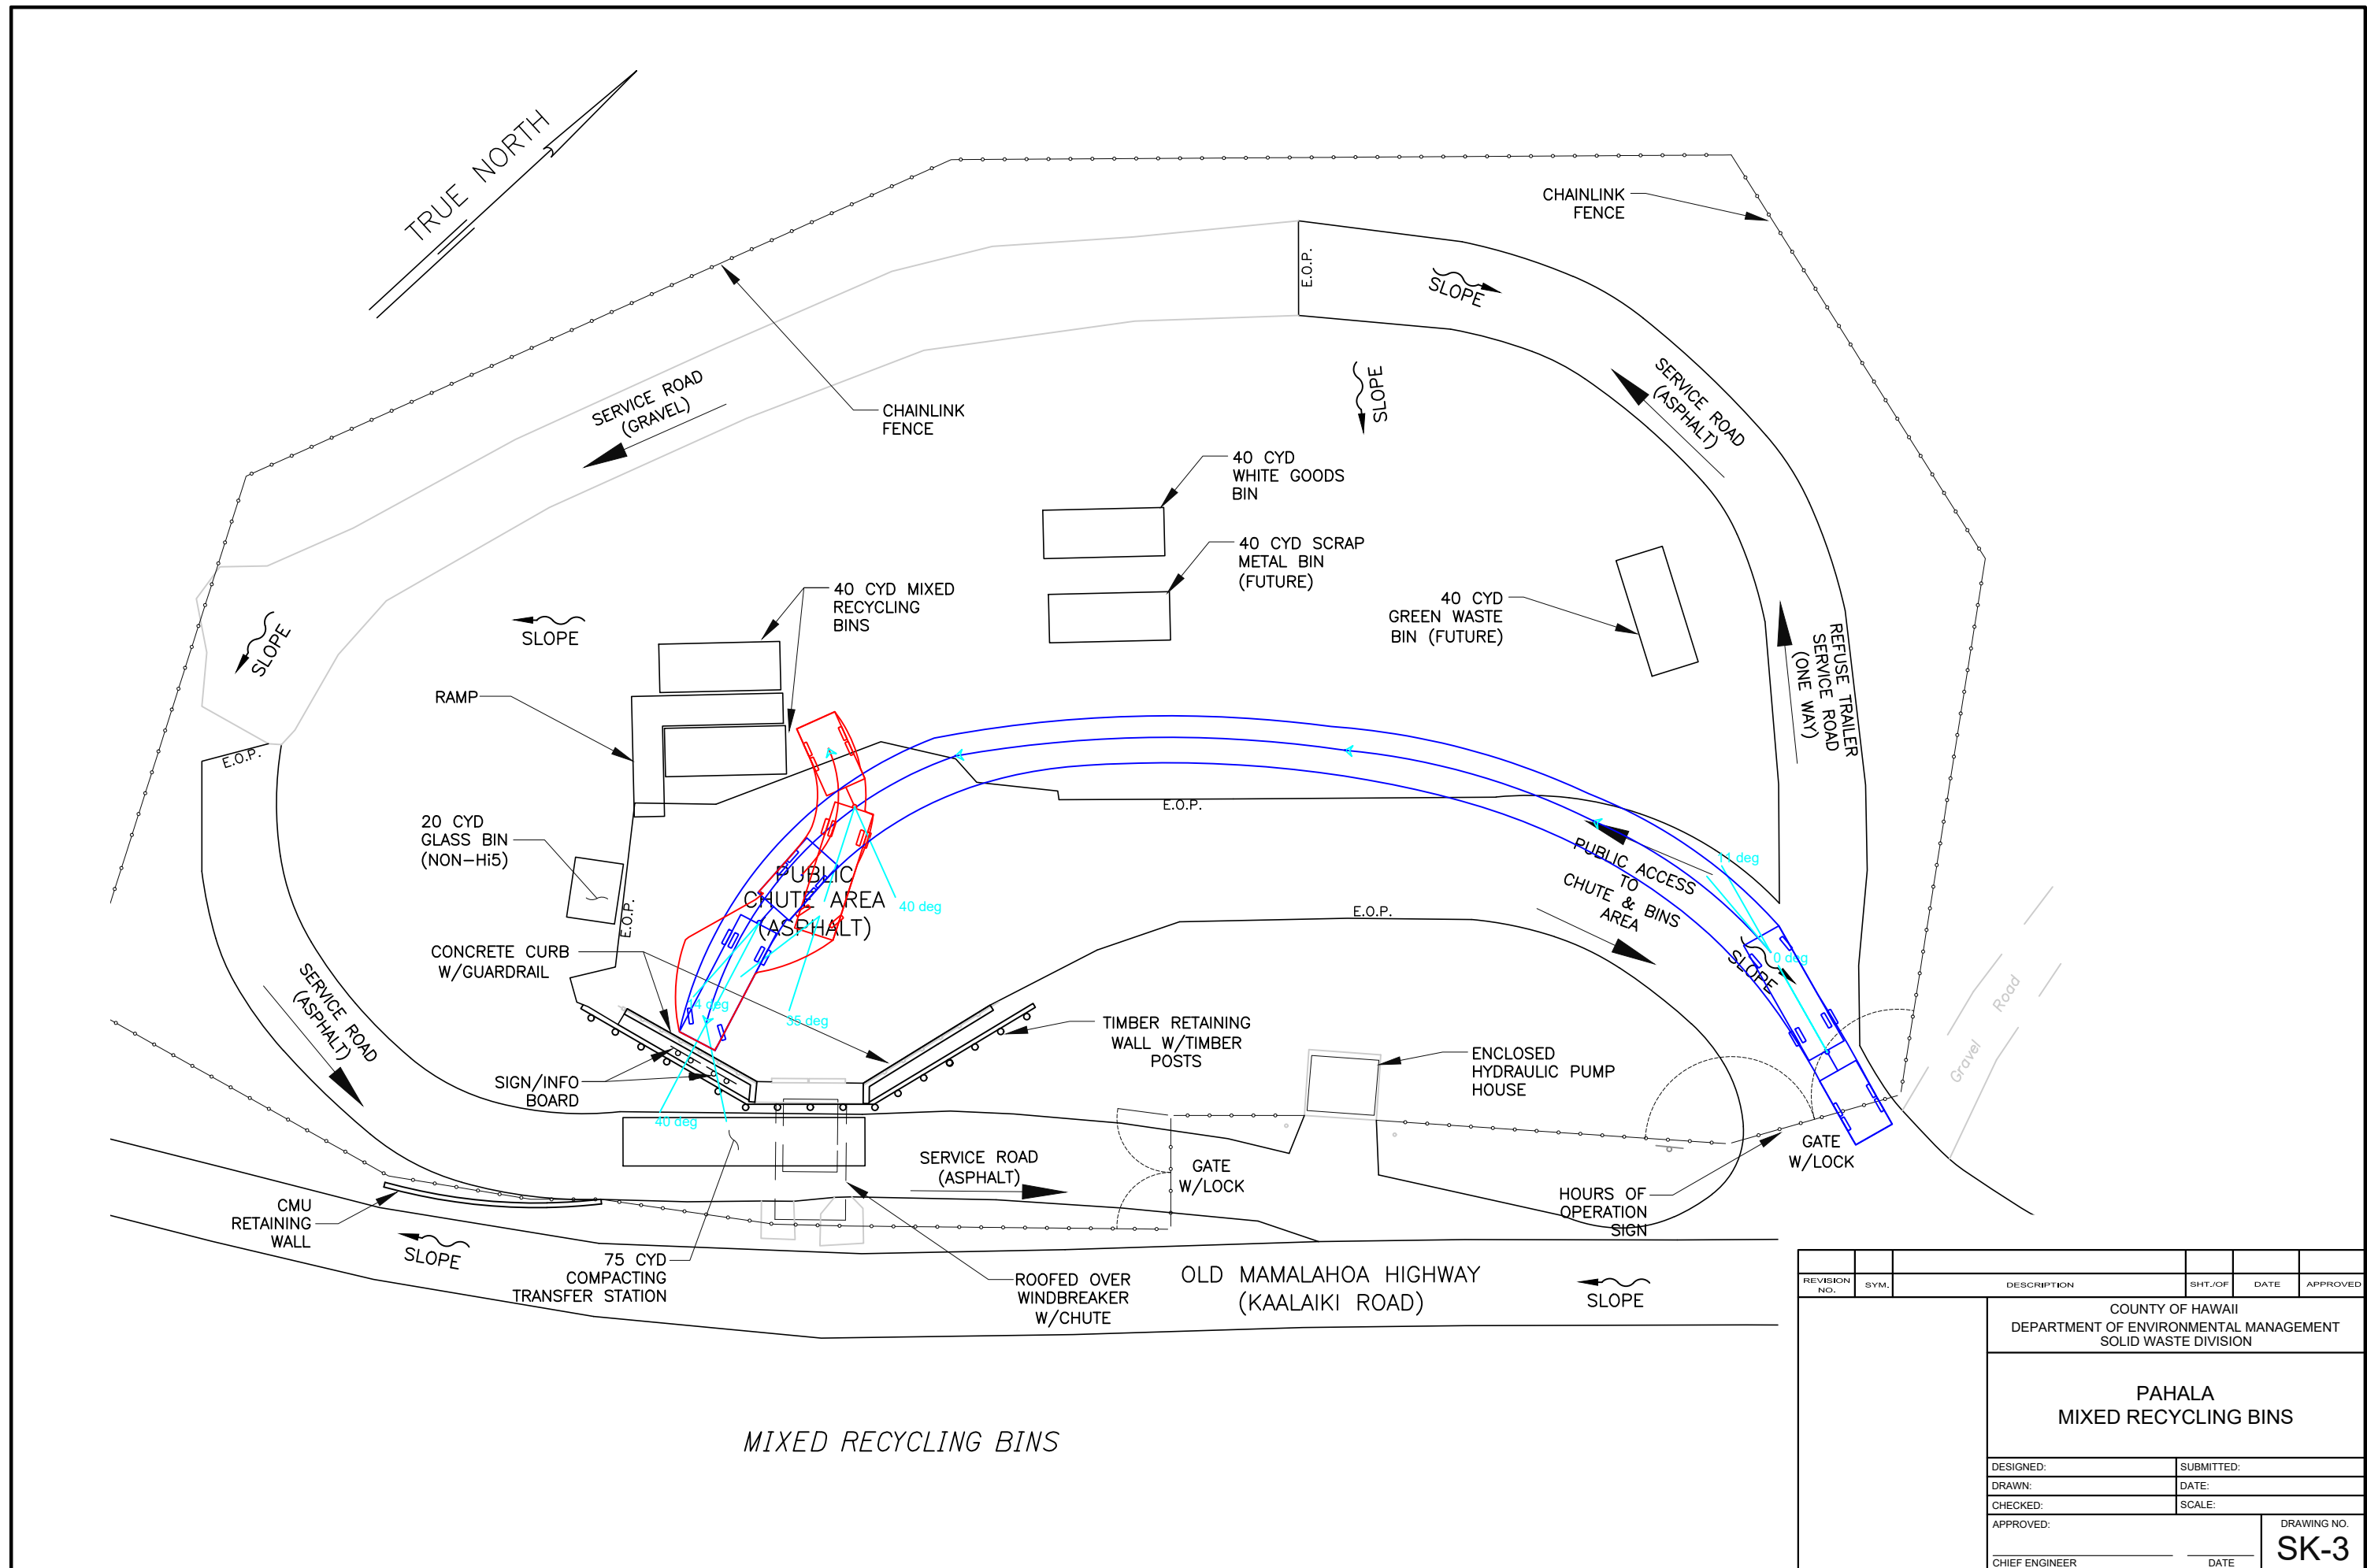 TRUE NORTH
CHAINLINK
FENCE
E.O.P.
SLOPE
SERVICE ROAD
(GRAVEL)
CHAINLINK
FENCE
SLOPE
SERVICE ROAD
(ASPHALT)
40 CYD
WHITE GOODS
BIN
40 CYD SCRAP
METAL BIN
(FUTURE)
40 CYD
GREEN WASTE
BIN (FUTURE)
40 CYD MIXED
RECYCLING
BINS
SLOPE
SLOPE
RAMP
REFUSE TRAILER
SERVICE ROAD
(ONE WAY)
E.O.P.
20 CYD
GLASS BIN
(NON-Hi5)
E.O.P.
E.O.P.
PUBLIC
CHUTE AREA
(ASPHALT)
40 deg
PUBLIC ACCESS
TO
CHUTE & BINS
AREA
11 deg
0 deg
SLOPE
E.O.P.
CONCRETE CURB
W/GUARDRAIL
14 deg
35 deg
SERVICE ROAD
(ASPHALT)
TIMBER RETAINING
WALL W/TIMBER
POSTS
ENCLOSED
HYDRAULIC PUMP
HOUSE
Gravel Road
SIGN/INFO
BOARD
40 deg
SERVICE ROAD
(ASPHALT)
GATE
W/LOCK
GATE
W/LOCK
HOURS OF
OPERATION
SIGN
CMU
RETAINING
WALL
SLOPE
75 CYD
COMPACTING
TRANSFER STATION
ROOFED OVER
WINDBREAKER
W/CHUTE
OLD MAMALAHOA HIGHWAY
(KAALAIKI ROAD)
SLOPE
MIXED RECYCLING BINS
REVISION
NO.
SYM.
DESCRIPTION
SHT./OF
DATE
APPROVED
COUNTY OF HAWAII
DEPARTMENT OF ENVIRONMENTAL MANAGEMENT
SOLID WASTE DIVISION
PAHALA
MIXED RECYCLING BINS
DESIGNED:
SUBMITTED:
DRAWN:
DATE:
CHECKED:
SCALE:
APPROVED:
CHIEF ENGINEER
DATE
DRAWING NO.
SK-3